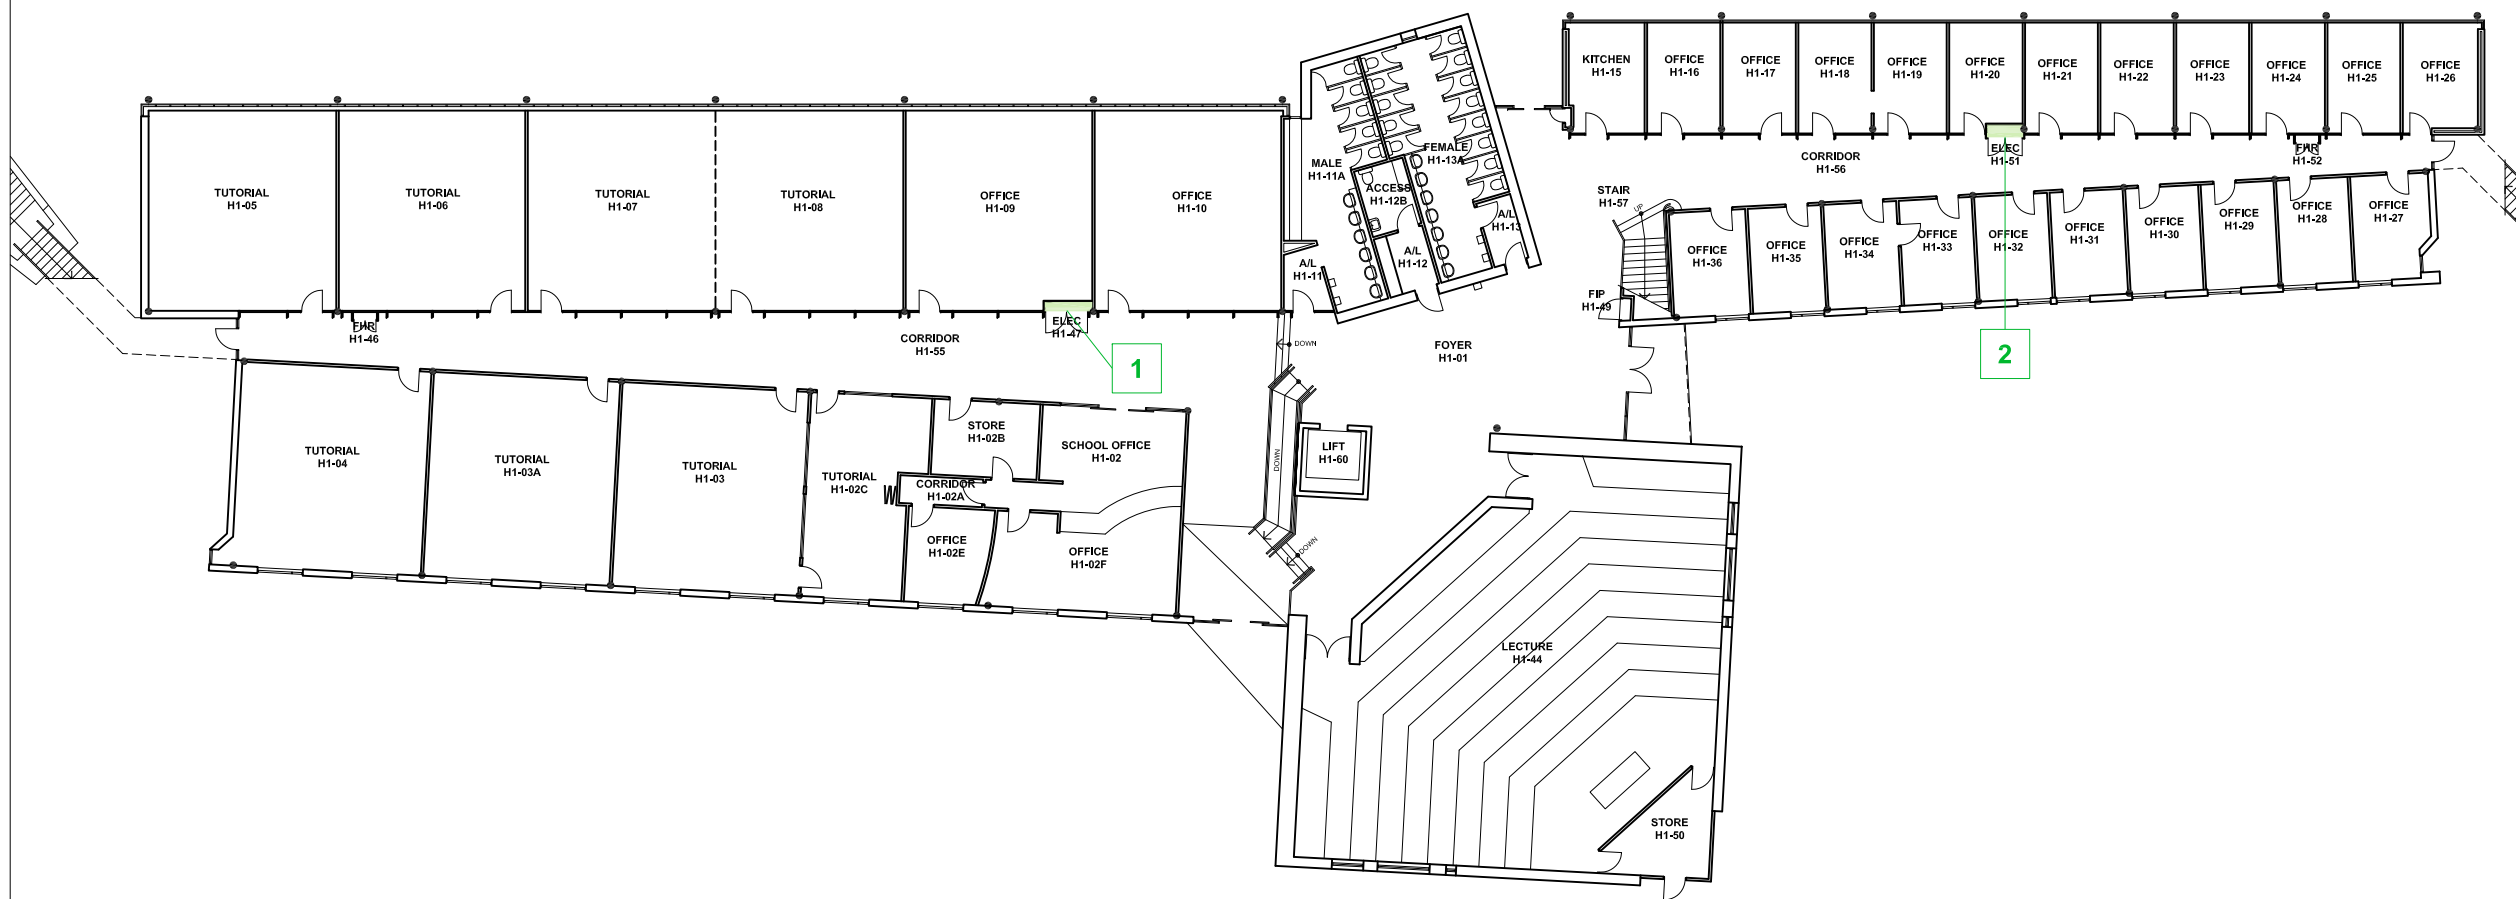 KITCHEN
H1-15
OFFICE
H1-16
OFFICE
H1-17
OFFICE
H1-18
OFFICE
H1-19
OFFICE
H1-20
OFFICE
H1-21
OFFICE
H1-22
OFFICE
H1-23
OFFICE
H1-24
OFFICE
H1-25
OFFICE
H1-26
TUTORIAL
H1-05
TUTORIAL
H1-06
TUTORIAL
H1-07
TUTORIAL
H1-08
OFFICE
H1-09
OFFICE
H1-10
MALE
H1-11A
FEMALE
H1-13A
ACCESS
H1-12B
A/L
H1-13
A/L
H1-12
A/L
H1-11
CORRIDOR
H1-56
ELEC
H1-51
FHR
H1-52
STAIR
H1-57
UP
OFFICE
H1-36
OFFICE
H1-35
OFFICE
H1-34
OFFICE
H1-33
OFFICE
H1-32
OFFICE
H1-31
OFFICE
H1-30
OFFICE
H1-29
OFFICE
H1-28
OFFICE
H1-27
FIP
H1-49
FHR
H1-46
CORRIDOR
H1-55
ELEC
H1-47
1
DOWN
FOYER
H1-01
2
TUTORIAL
H1-04
TUTORIAL
H1-03A
TUTORIAL
H1-03
TUTORIAL
H1-02C
STORE
H1-02B
SCHOOL OFFICE
H1-02
CORRIDOR
H1-02A
OFFICE
H1-02E
OFFICE
H1-02F
DOWN
LIFT
H1-60
DOWN
LECTURE
H1-44
STORE
H1-50